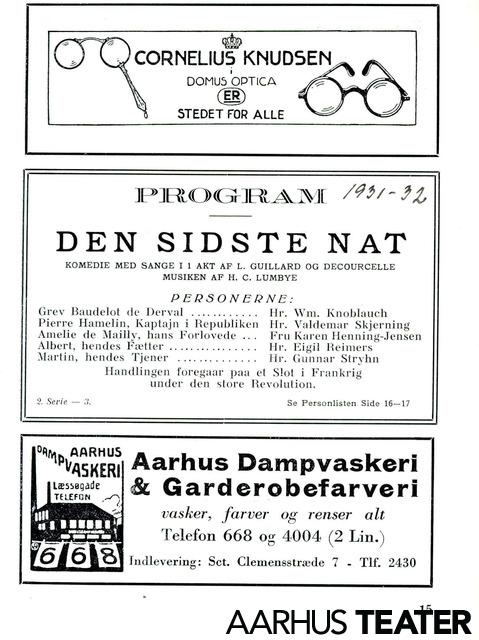 CORNELIUS KNUDSEN
i
DOMUS OPTICA
ER
STEDET FOR ALLE
PROGRAM 1931-32
DEN SIDSTE NAT
KOMEDIE MED SANGE I 1 AKT AF L. GUILLARD OG DECOURCELLE
MUSIKEN AF H. C. LUMBYE
PERSONERNE:
Grev Baudelot de Derval ............ Hr. Wm. Knoblauch
Pierre Hamelin, Kaptajn i Republiken Hr. Valdemar Skjerning
Amelie de Mailly, hans Forlovede ... Fru Karen Henning-Jensen
Albert, hendes Fætter ............... Hr. Eigil Reimers
Martin, hendes Tjener .............. Hr. Gunnar Stryhn
Handlingen foregaar paa et Slot i Frankrig
under den store Revolution.
2. Serie — 3. Se Personlisten Side 16—17
AARHUS
DAMPVASKERI
Læssøgade
TELEFON
668
Aarhus Dampvaskeri
& Garderobefarveri
vasker, farver og renser alt
Telefon 668 og 4004 (2 Lin.)
Indlevering: Sct. Clemensstræde 7 - Tlf. 2430
15
AARHUS TEATER